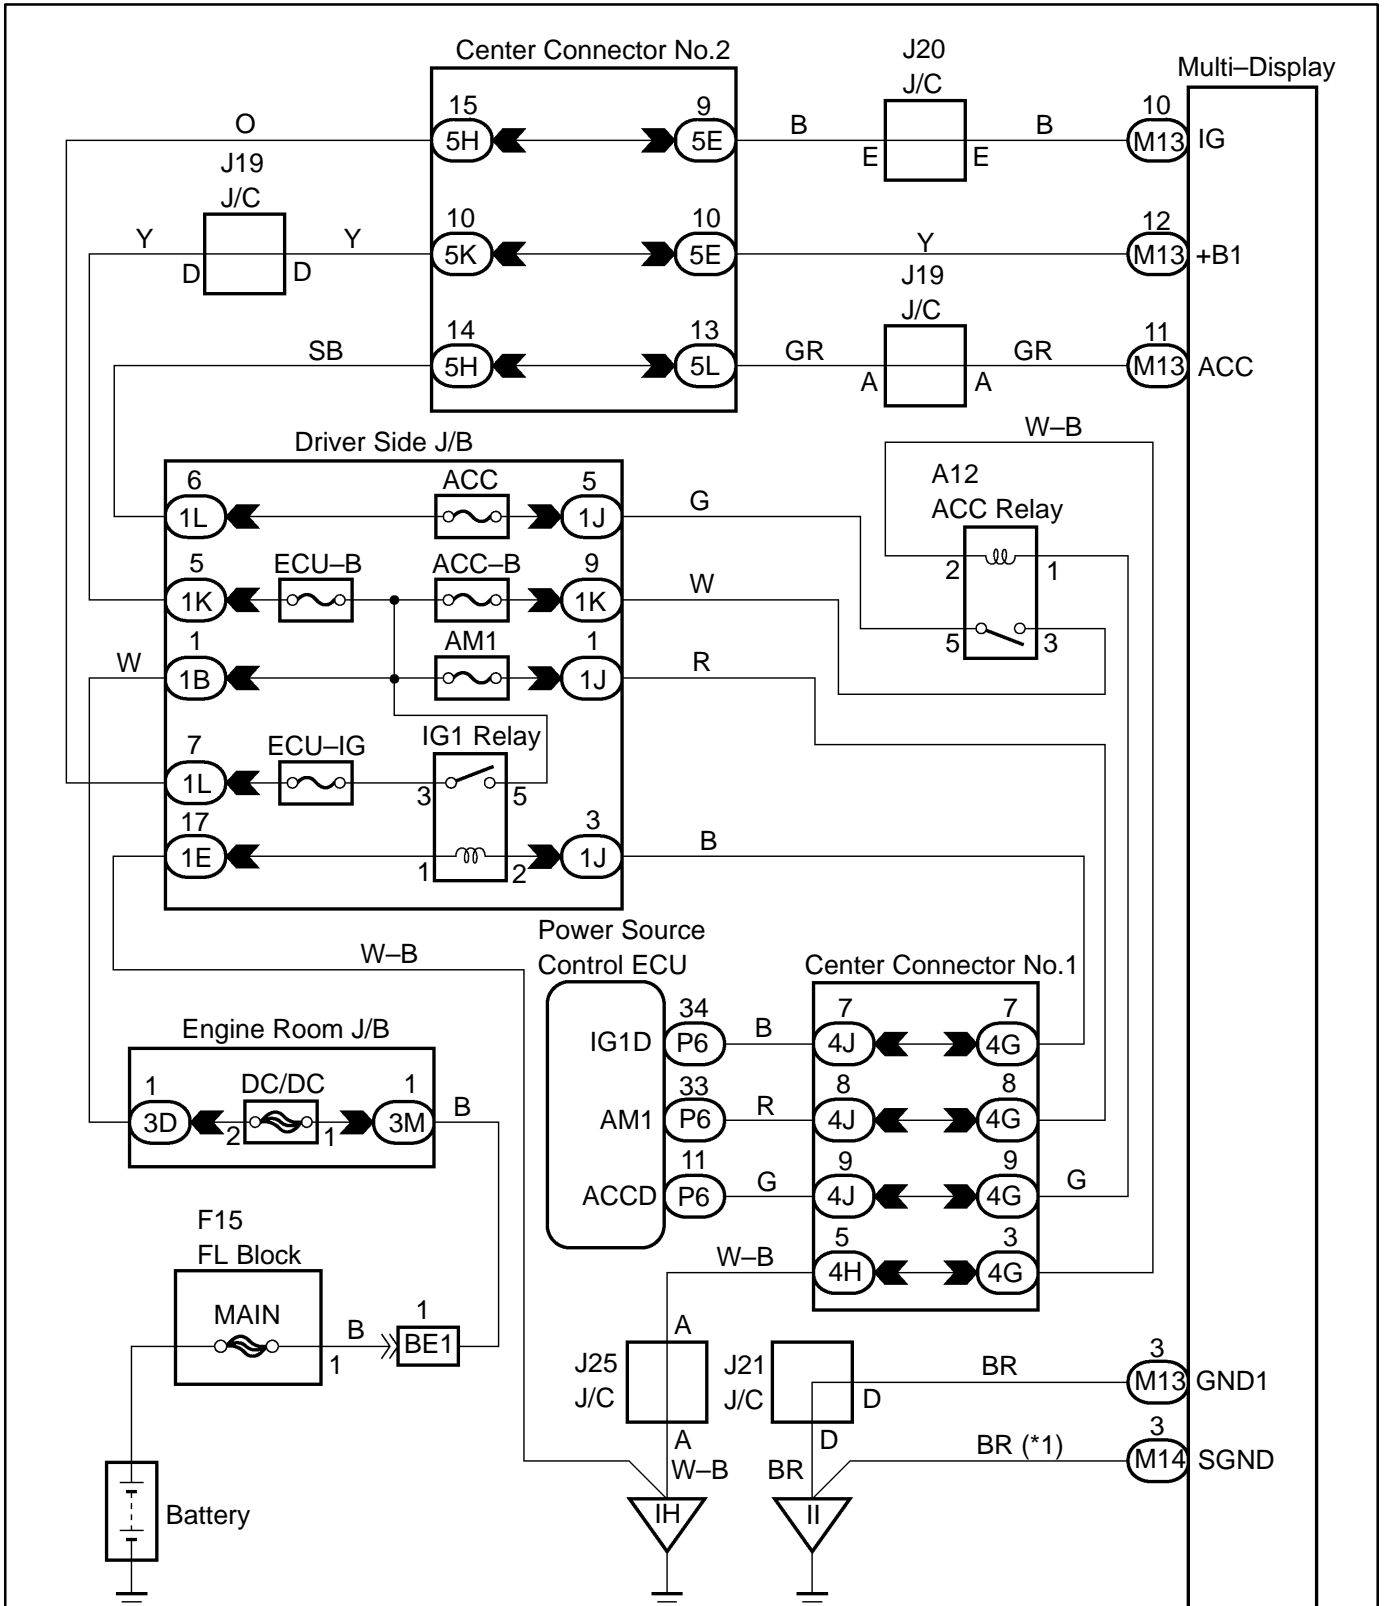 Center Connector No.2
J20
J/C
Multi–Display
15
9
10
O
5H
5E
B
E
E
B
M13
IG
J19
J/C
10
10
12
Y
D
D
Y
5K
5E
Y
M13
+B1
J19
J/C
14
13
11
SB
5H
5L
GR
A
A
GR
M13
ACC
W–B
Driver Side J/B
A12
ACC Relay
6
ACC
5
1L
1J
G
2
1
5
3
5
ECU–B
ACC–B
9
1K
1K
W
1
AM1
1
W
1B
1J
R
7
ECU–IG
IG1 Relay
1L
3
5
17
3
1E
1
2
1J
B
W–B
Power Source
Control ECU
Center Connector No.1
34
7
7
IG1D
P6
B
4J
4G
33
8
8
AM1
P6
R
4J
4G
11
9
9
ACCD
P6
G
4J
4G
G
5
3
W–B
4H
4G
Engine Room J/B
1
DC/DC
1
3D
2
1
3M
B
F15
FL Block
MAIN
1
B
1
BE1
Battery
A
J25
J/C
A
W–B
IH
J21
J/C
D
D
BR
II
BR
3
M13
GND1
BR (*1)
3
M14
SGND